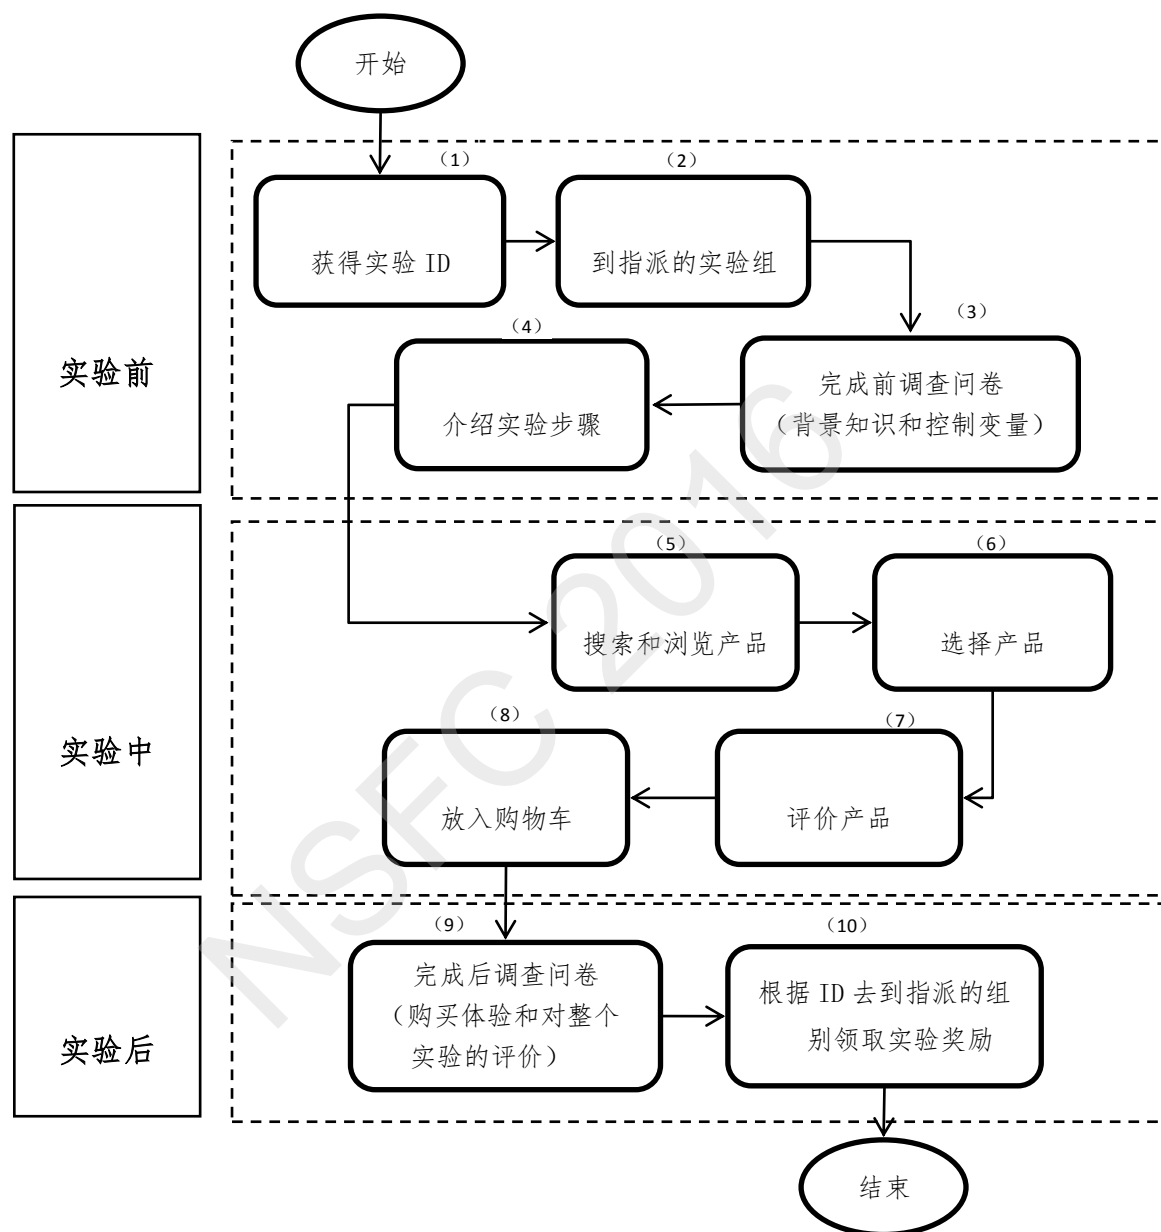 开始
实验前
（1）
获得实验 ID
（2）
到指派的实验组
（3）
完成前调查问卷
（背景知识和控制变量）
（4）
介绍实验步骤
实验中
（5）
搜索和浏览产品
（6）
选择产品
（7）
评价产品
（8）
放入购物车
实验后
（9）
完成后调查问卷
（购买体验和对整个
实验的评价）
（10）
根据 ID 去到指派的组
别领取实验奖励
结束
NSFC 2016